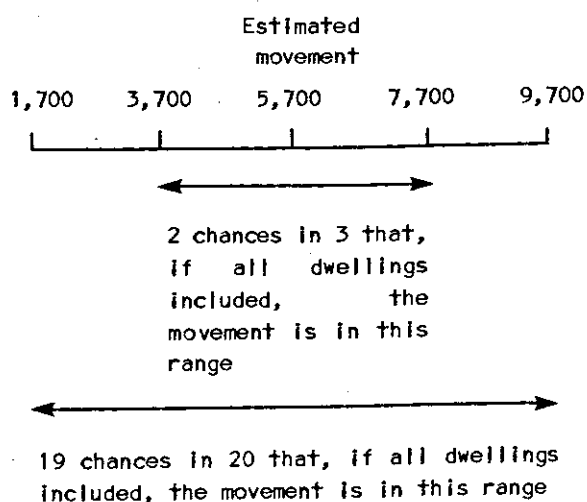 Estimated
movement
1,700 3,700 5,700 7,700 9,700
2 chances in 3 that,
if all dwellings
included, the
movement is in this
range
19 chances in 20 that, if all dwellings
included, the movement is in this range